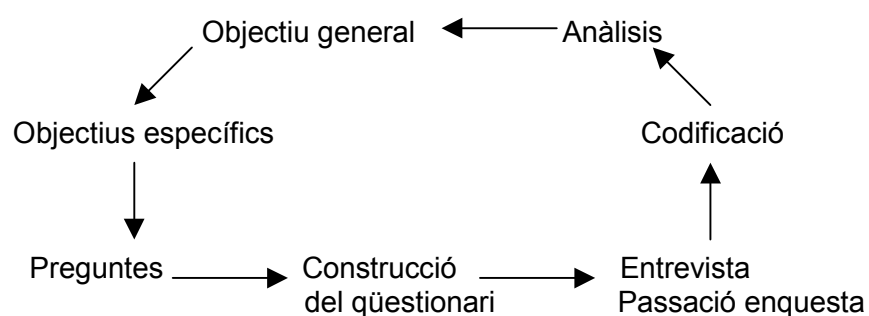 Objectiu general
Anàlisis
Objectius específics
Codificació
Preguntes
Construcció
del qüestionari
Entrevista
Passació enquesta